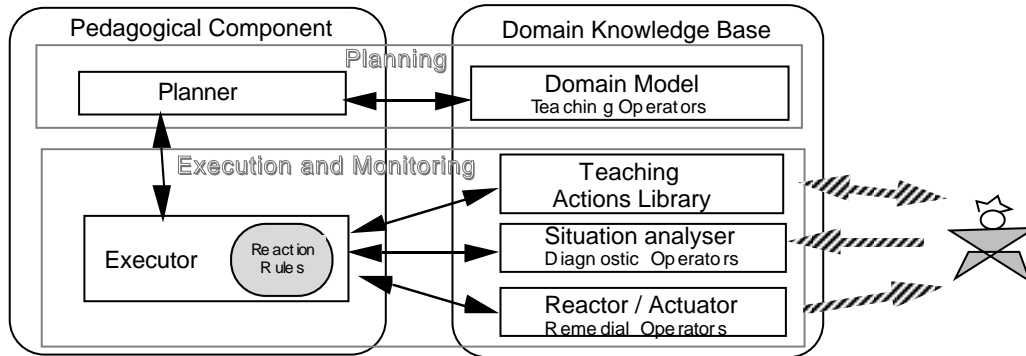 Pedagogical Component
Domain Knowledge Base
Planning
Planner
Domain Model
Teaching Operators
Execution and Monitoring
Teaching
Actions Library
Executor
Reaction
Rules
Situation analyser
Diagnostic Operators
Reactor / Actuator
Remedial Operators